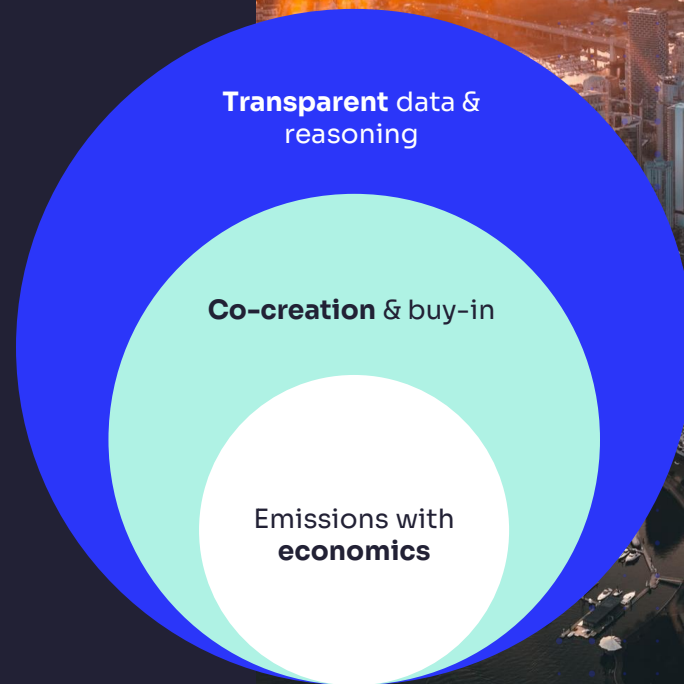 Transparent data &
reasoning
Co-creation & buy-in
Emissions with
economics